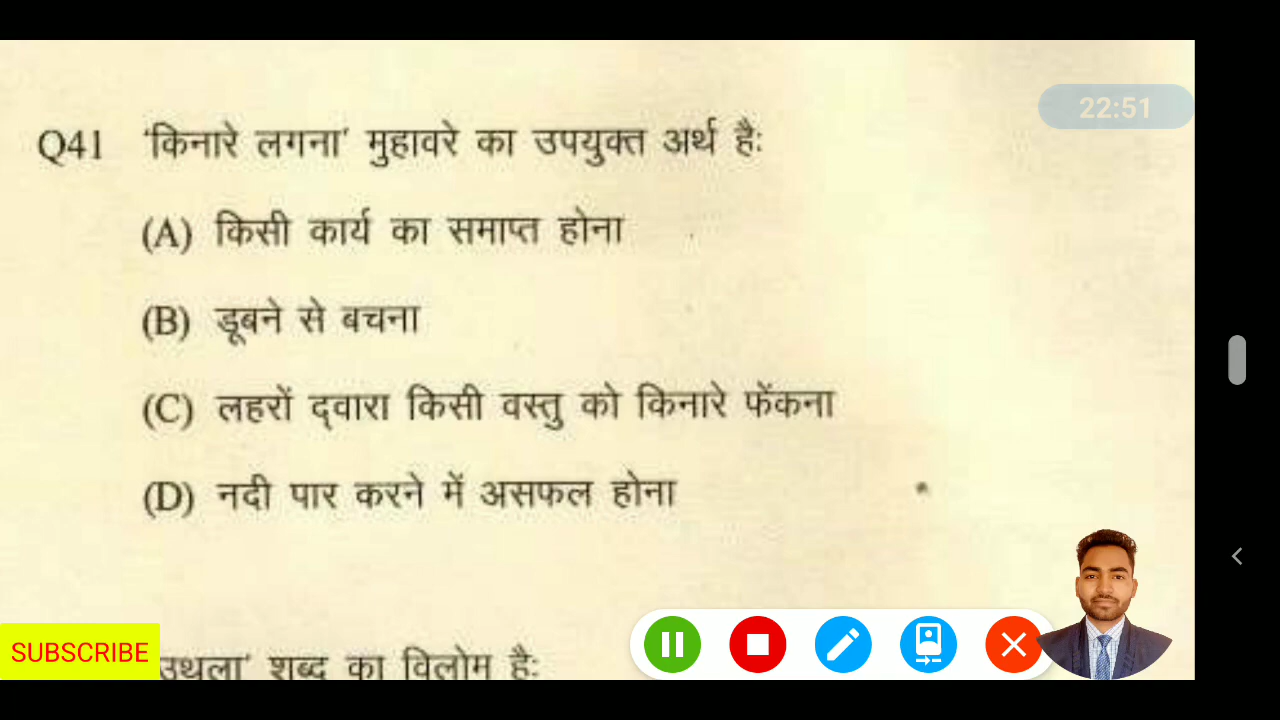 22:51
Q41 'किनारे लगना' मुहावरे का उपयुक्त अर्थ है:
(A) किसी कार्य का समाप्त होना
(B) डूबने से बचना
(C) लहरों द्वारा किसी वस्तु को किनारे फेंकना
(D) नदी पार करने में असफल होना
SUBSCRIBE
उथला' शब्द का विलोम है: